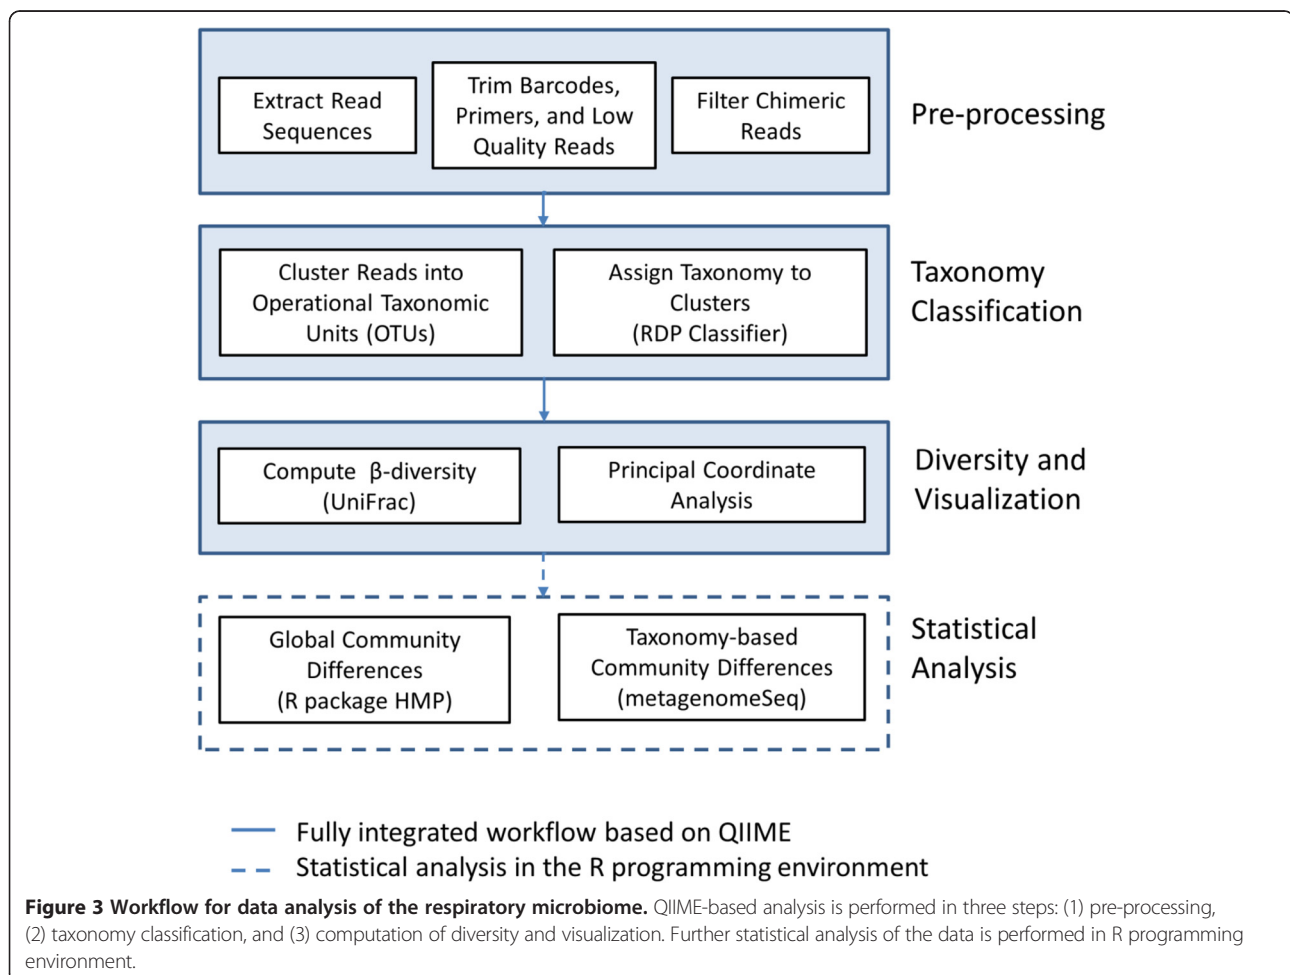 Extract Read
Sequences
Trim Barcodes,
Primers, and Low
Quality Reads
Filter Chimeric
Reads
Pre-processing
Cluster Reads into
Operational Taxonomic
Units (OTUs)
Assign Taxonomy to
Clusters
(RDP Classifier)
Taxonomy
Classification
Compute β-diversity
(UniFrac)
Principal Coordinate
Analysis
Diversity and
Visualization
Global Community
Differences
(R package HMP)
Taxonomy-based
Community Differences
(metagenomeSeq)
Statistical
Analysis
Fully integrated workflow based on QIIME
Statistical analysis in the R programming environment
Figure 3 Workflow for data analysis of the respiratory microbiome. QIIME-based analysis is performed in three steps: (1) pre-processing,
(2) taxonomy classification, and (3) computation of diversity and visualization. Further statistical analysis of the data is performed in R programming
environment.